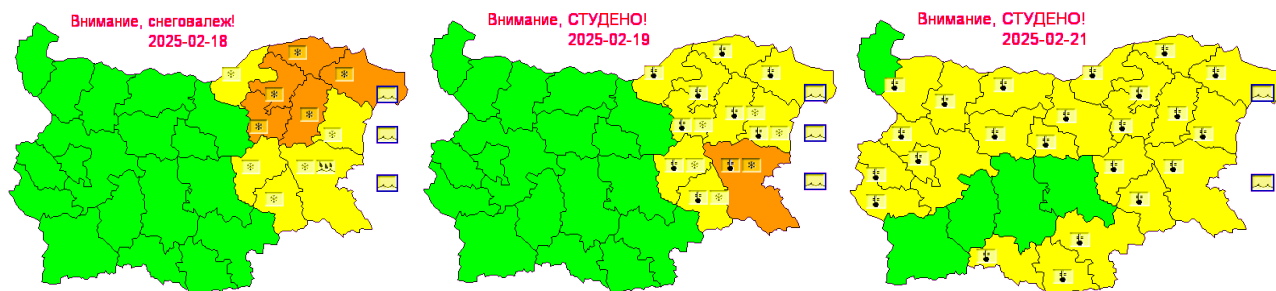 Внимание, снеговалеж!
2025-02-18
Внимание, СТУДЕНО!
2025-02-19
Внимание, СТУДЕНО!
2025-02-21